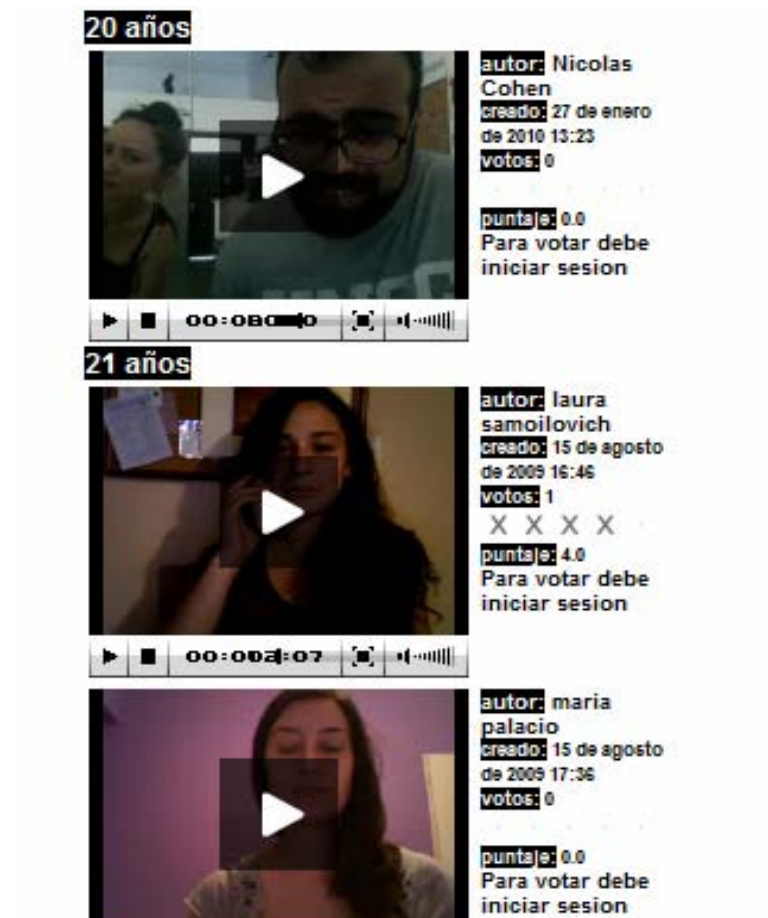 20 años
autor: Nicolas
Cohen
creado: 27 de enero
de 2010 13:23
votos: 0
puntaje: 0.0
Para votar debe
iniciar sesion
21 años
autor: laura
samoilovich
creado: 15 de agosto
de 2009 16:46
votos: 1
X X X X
puntaje: 4.0
Para votar debe
iniciar sesion
autor: maria
palacio
creado: 15 de agosto
de 2009 17:36
votos: 0
puntaje: 0.0
Para votar debe
iniciar sesion